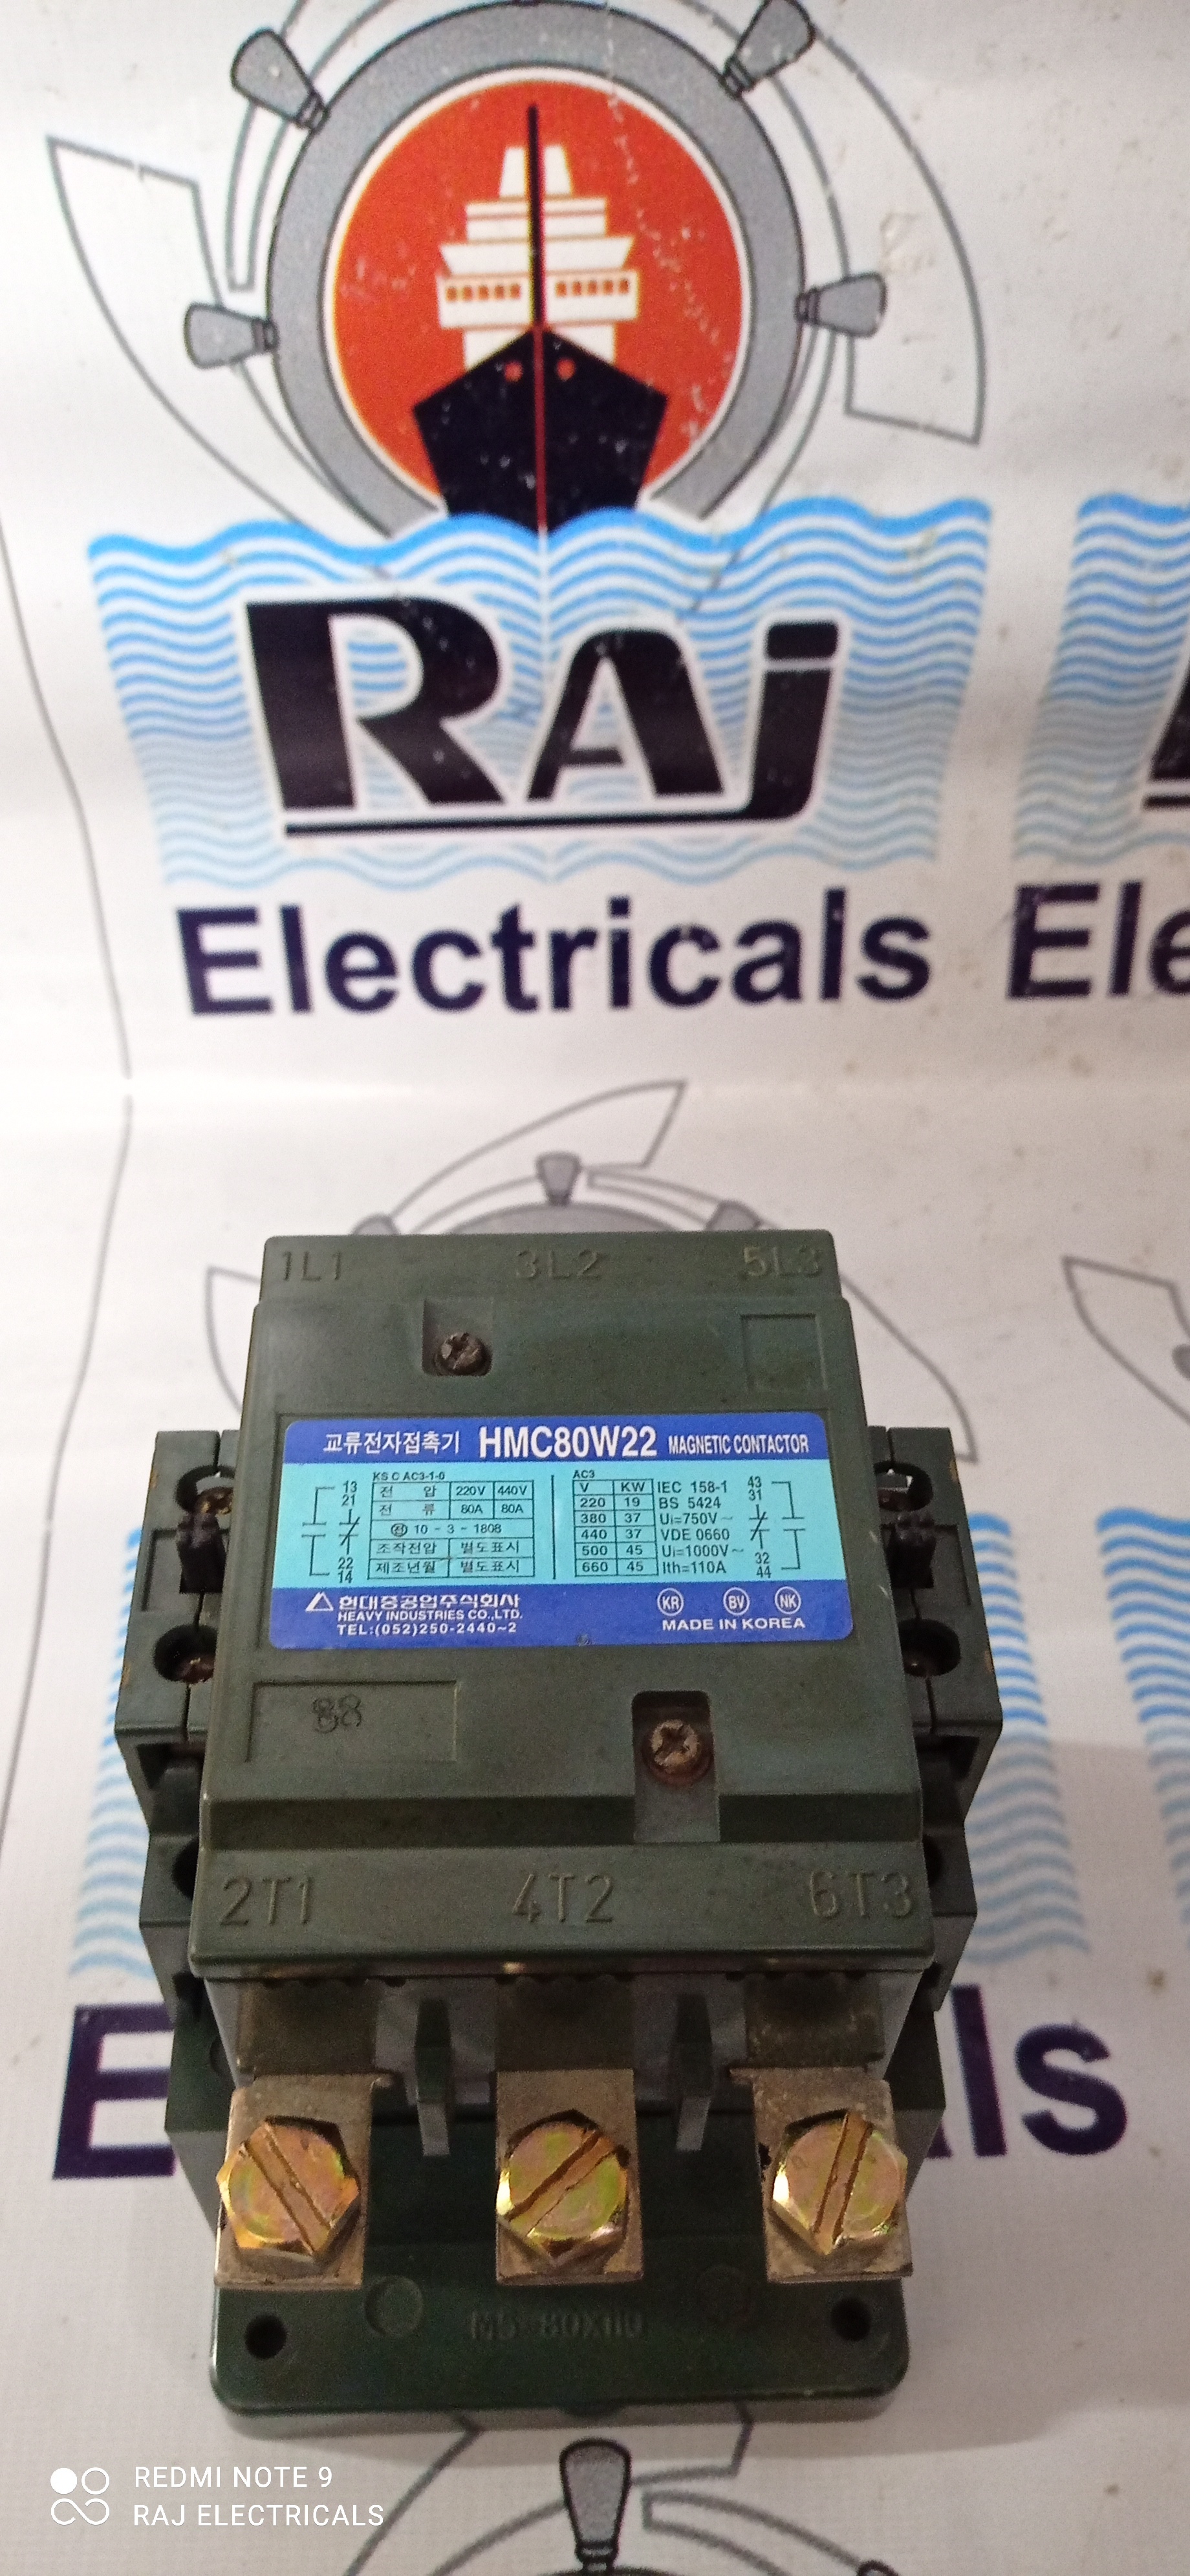 RAj
Electricals Ele
1L1 3L2 5L3
교류전자접촉기 HMC80W22 MAGNETIC CONTACTOR
13
21
22
14
KS C AC3-1-0
전 압 220V 440V
전 류 80A 80A
10 - 3 - 1808
조작전압 별도표시
제조년월 별도표시
AC3
V KW
220 19
380 37
440 37
500 45
660 45
IEC 158-1
BS 5424
Ui=750V~
VDE 0660
Ui=1000V~
Ith=110A
43
31
32
44
현대중공업주식회사
HEAVY INDUSTRIES CO.,LTD.
TEL:(052)250-2440~2
KR BV NK
MADE IN KOREA
2T1 4T2 6T3
E als
M5 80X110
REDMI NOTE 9
RAJ ELECTRICALS